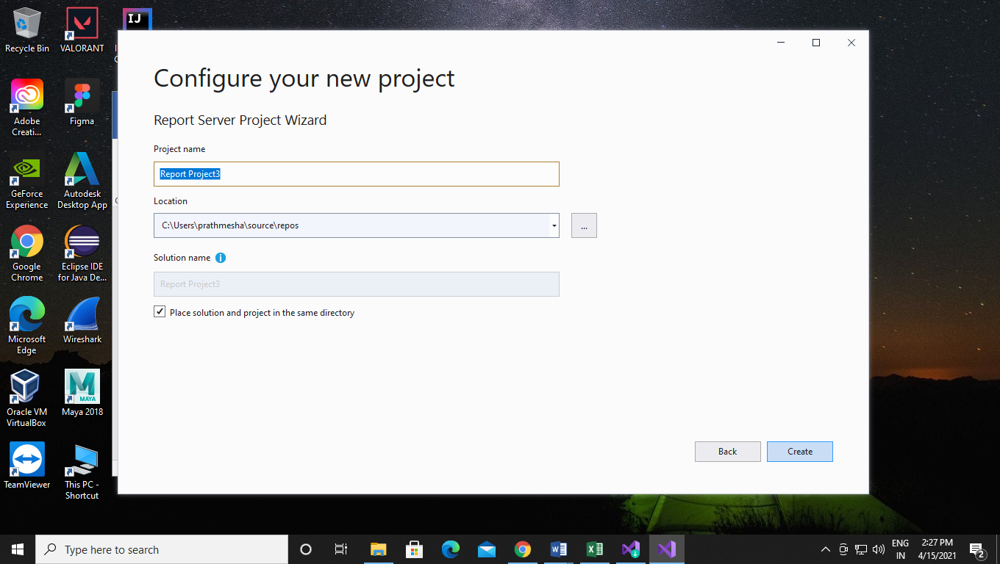 Recycle Bin
VALORANT
IJ
Adobe
Creati...
Figma
GeForce
Experience
Autodesk
Desktop App
Google
Chrome
Eclipse IDE
for Java De...
Microsoft
Edge
Wireshark
Oracle VM
VirtualBox
MAYA
Maya 2018
TeamViewer
This PC -
Shortcut
Configure your new project
Report Server Project Wizard
Project name
Report Project3
Location
C:\Users\prathmesha\source\repos
...
Solution name
Report Project3
Place solution and project in the same directory
Back
Create
Type here to search
ENG
IN
2:27 PM
4/15/2021
2